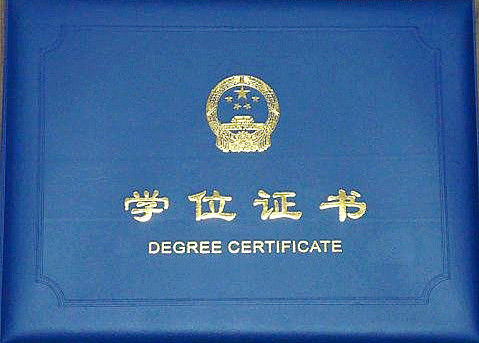 学位证书
DEGREE CERTIFICATE